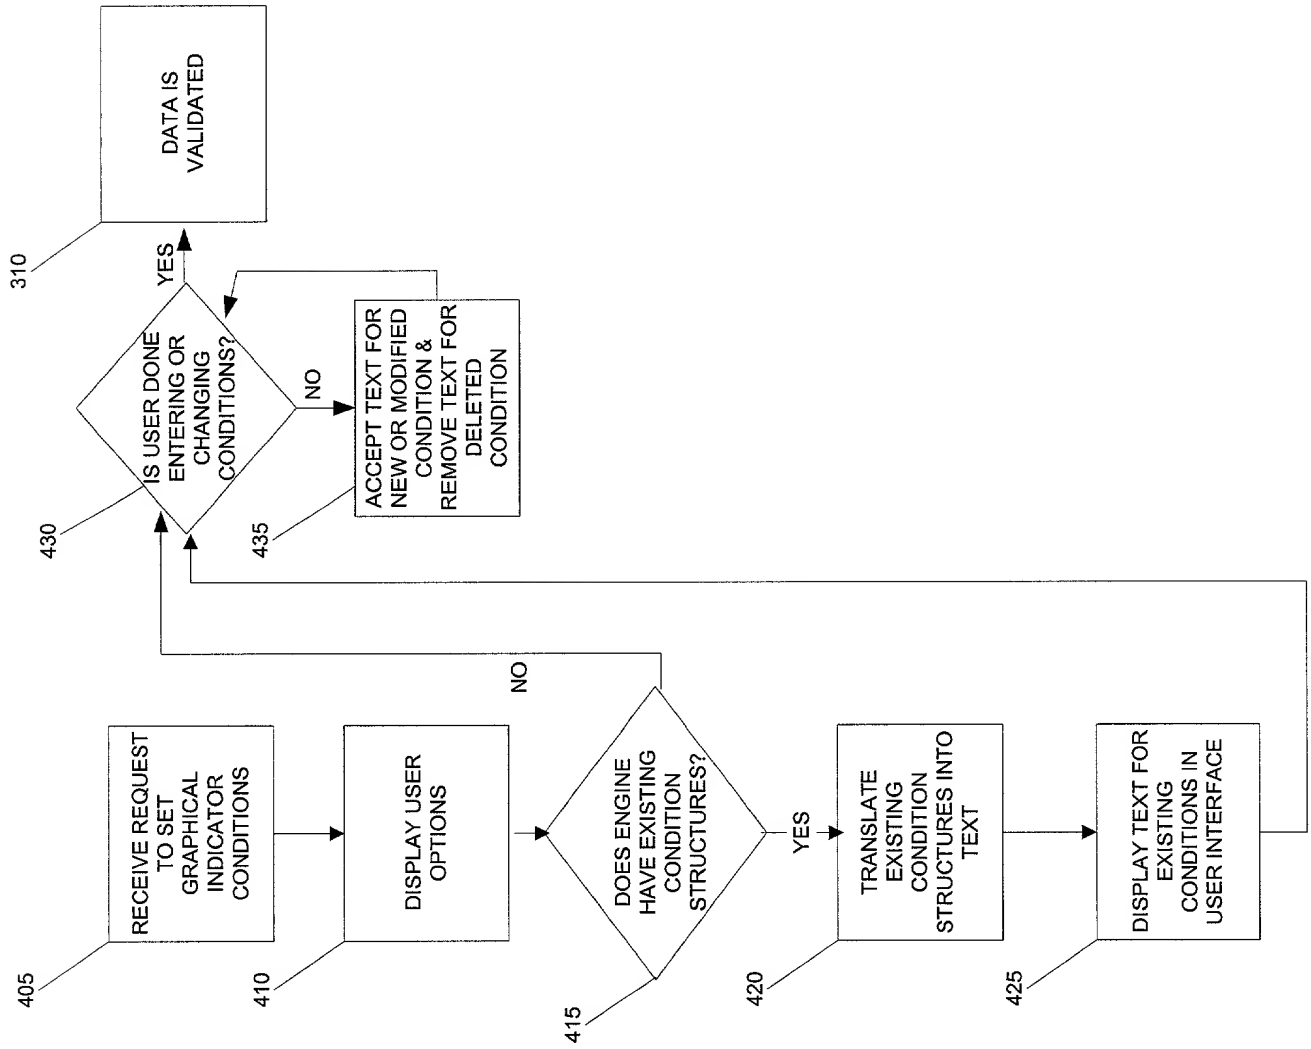 405
RECEIVE REQUEST
TO SET
GRAPHICAL
INDICATOR
CONDITIONS
410
DISPLAY USER
OPTIONS
415
DOES ENGINE
HAVE EXISTING
CONDITION
STRUCTURES?
NO
YES
420
TRANSLATE
EXISTING
CONDITION
STRUCTURES INTO
TEXT
425
DISPLAY TEXT FOR
EXISTING
CONDITIONS IN
USER INTERFACE
430
IS USER DONE
ENTERING OR
CHANGING
CONDITIONS?
YES
NO
435
ACCEPT TEXT FOR
NEW OR MODIFIED
CONDITION &
REMOVE TEXT FOR
DELETED
CONDITION
310
DATA IS
VALIDATED